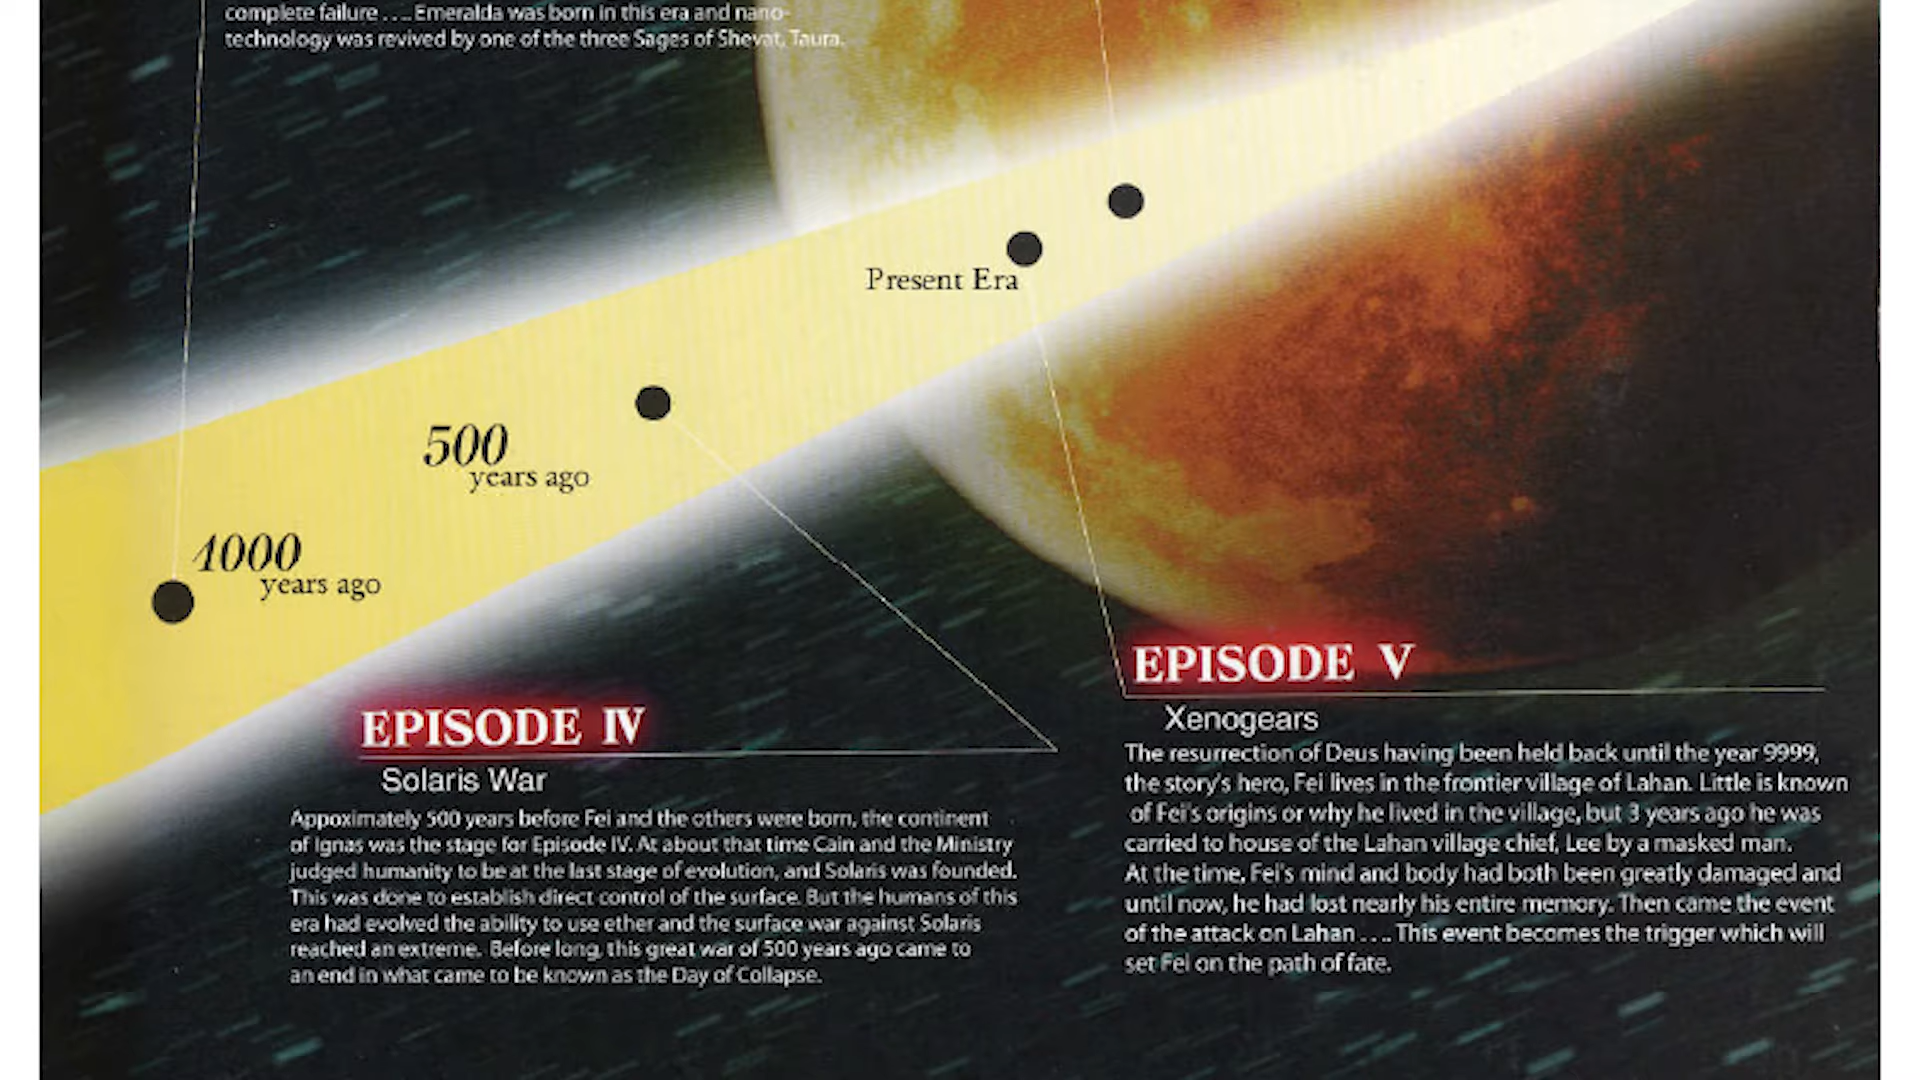 complete failure .... Emeralda was born in this era and nano-
technology was revived by one of the three Sages of Shevat, Taura.
Present Era
500
years ago
1000
years ago
EPISODE IV
Solaris War
Appoximately 500 years before Fei and the others were born, the continent
of Ignas was the stage for Episode IV. At about that time Cain and the Ministry
judged humanity to be at the last stage of evolution, and Solaris was founded.
This was done to establish direct control of the surface. But the humans of this
era had evolved the ability to use ether and the surface war against Solaris
reached an extreme. Before long, this great war of 500 years ago came to
an end in what came to be known as the Day of Collapse.
EPISODE V
Xenogears
The resurrection of Deus having been held back until the year 9999,
the story's hero, Fei lives in the frontier village of Lahan. Little is known
of Fei's origins or why he lived in the village, but 3 years ago he was
carried to house of the Lahan village chief, Lee by a masked man.
At the time, Fei's mind and body had both been greatly damaged and
until now, he had lost nearly his entire memory. Then came the event
of the attack on Lahan .... This event becomes the trigger which will
set Fei on the path of fate.